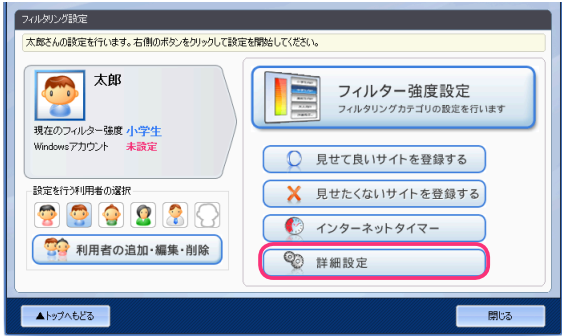 フィルタリング設定
太郎さんの設定を行います。右側のボタンをクリックして設定を開始してください。
太郎
現在のフィルター強度 小学生
Windowsアカウント 未設定
設定を行う利用者の選択
利用者の追加・編集・削除
フィルター強度設定
フィルタリングカテゴリの設定を行います
見せて良いサイトを登録する
見せたくないサイトを登録する
インターネットタイマー
詳細設定
▲トップへもどる
閉じる